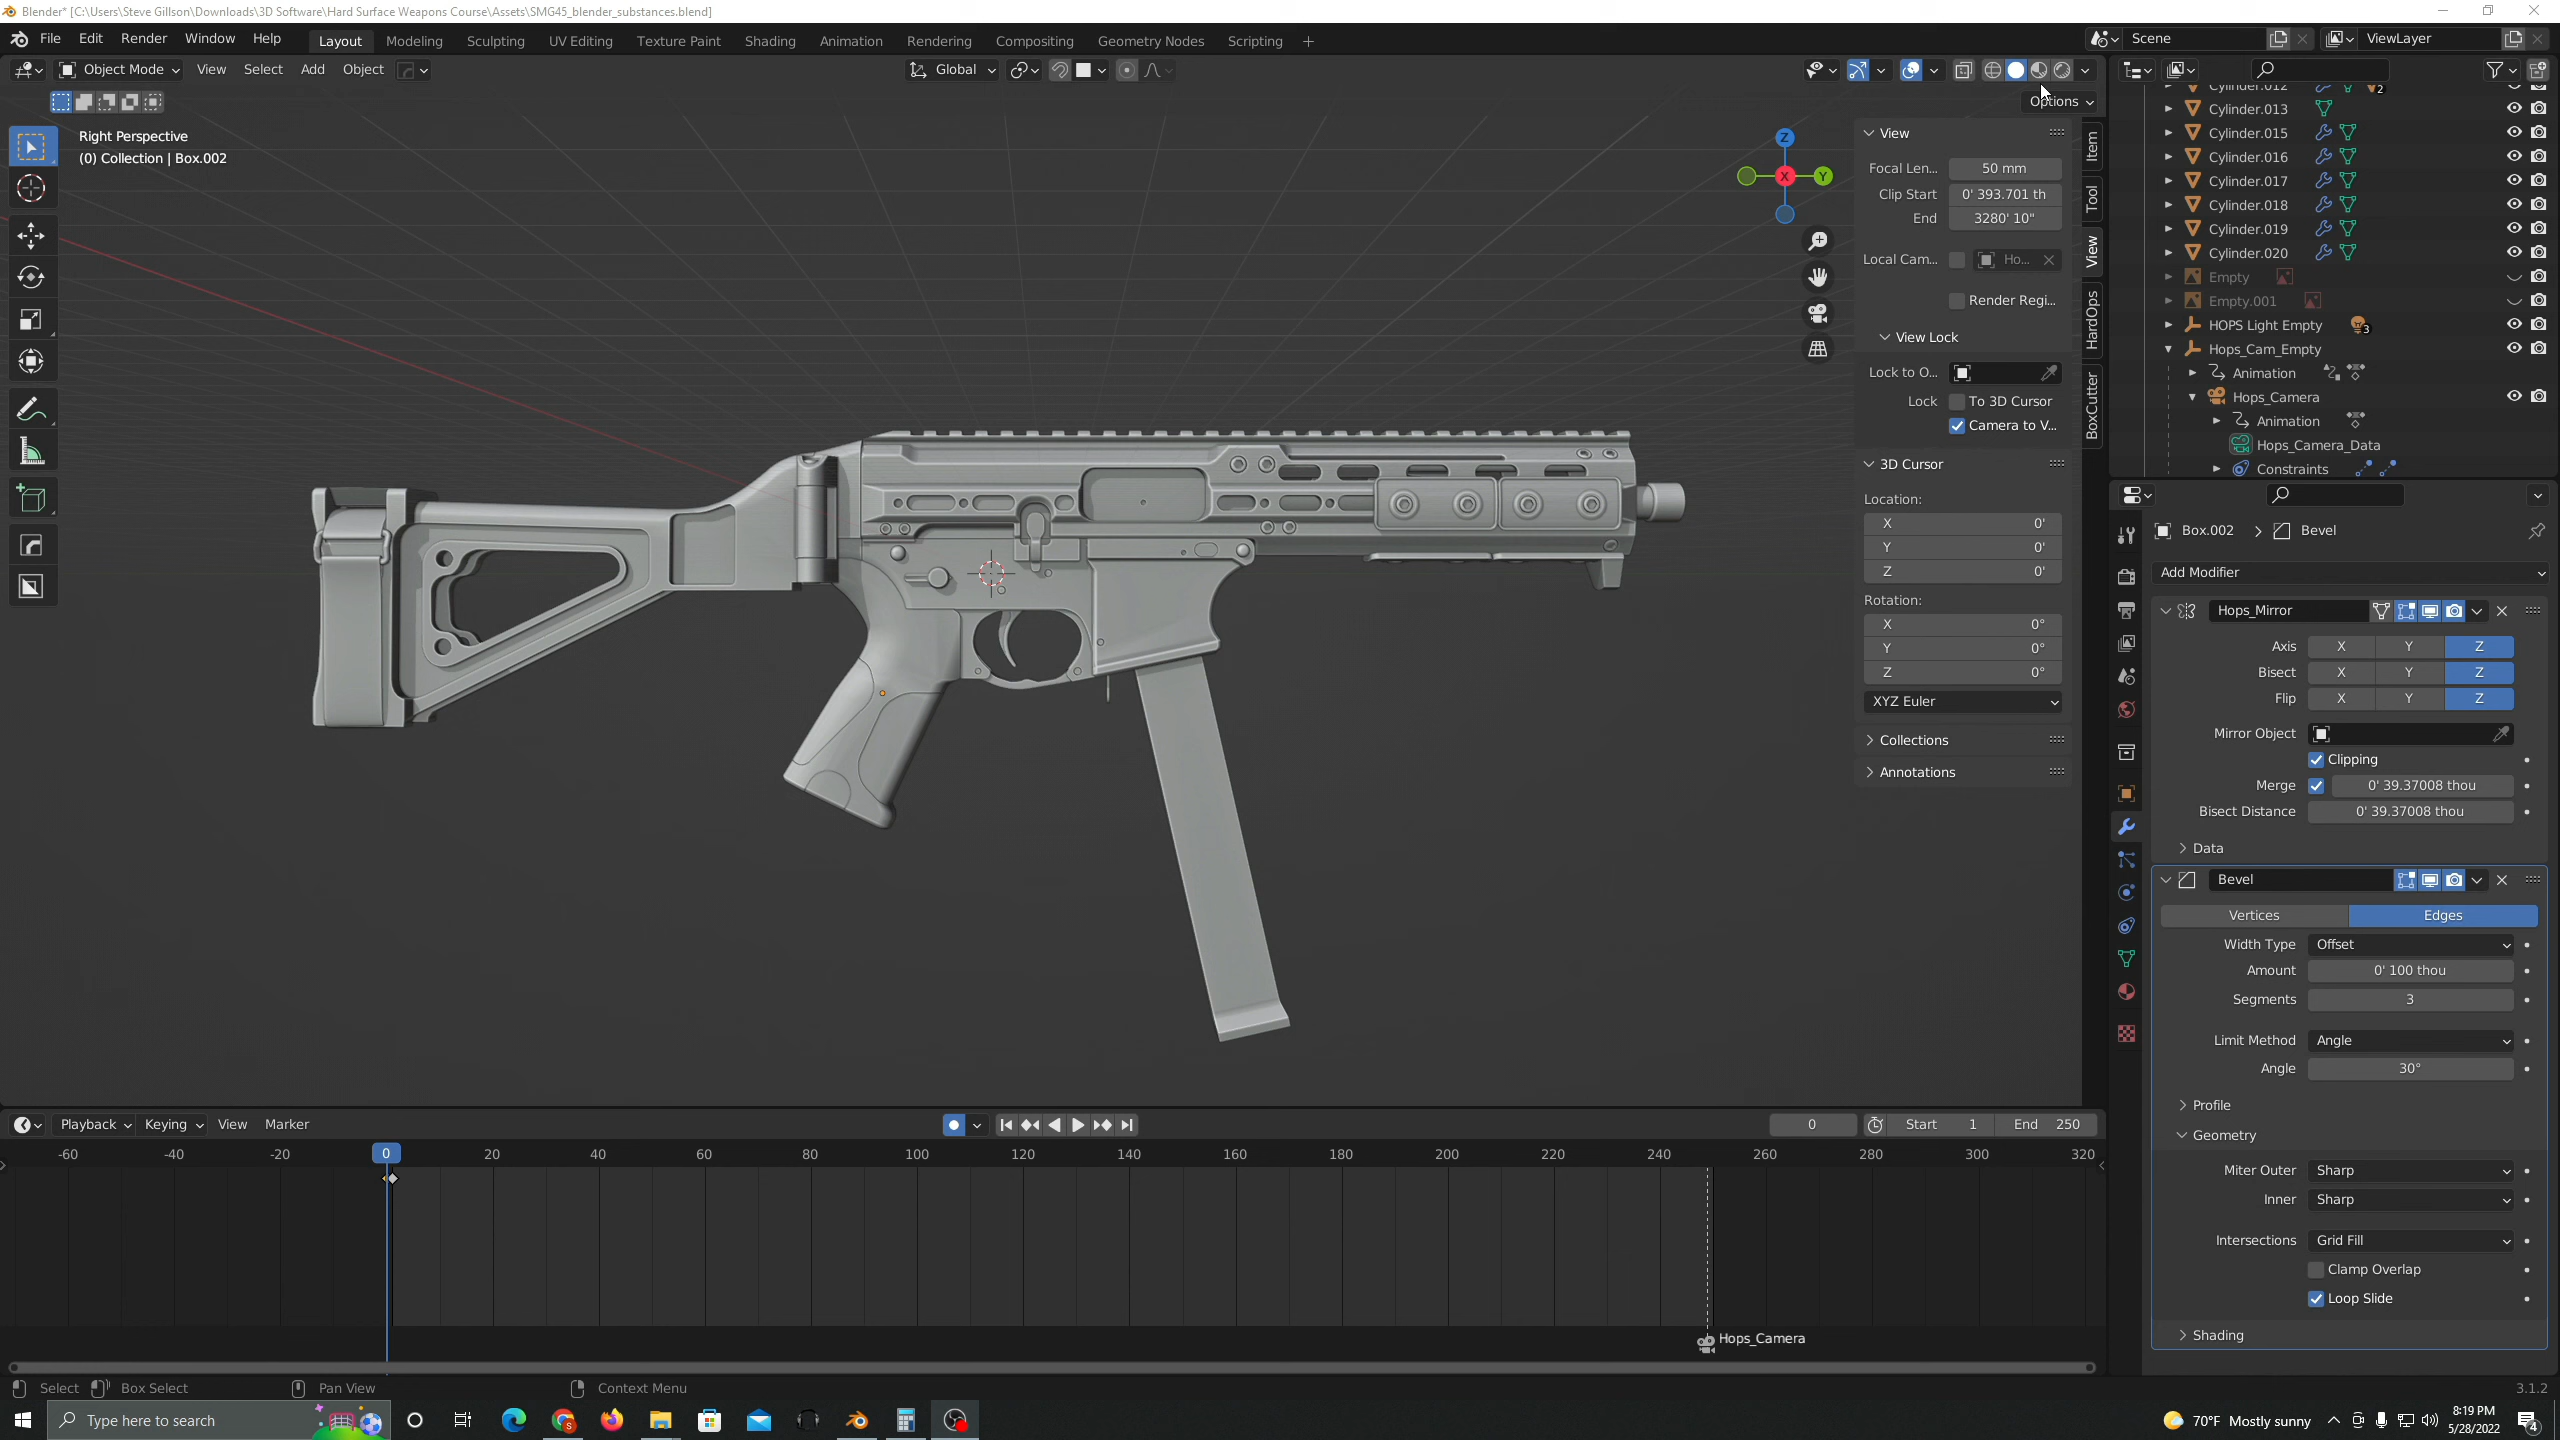 Blender* [C:\Users\Steve Gillson\Downloads\3D Software\Hard Surface Weapons Course\Assets\SMG45_blender_substances.blend]
File Edit Render Window Help
Layout Modeling Sculpting UV Editing Texture Paint Shading Animation Rendering Compositing Geometry Nodes Scripting +
Scene
ViewLayer
Object Mode View Select Add Object
Global
Options
Right Perspective
(0) Collection | Box.002
X
Y
Z
View
Focal Len... 50 mm
Clip Start 0' 393.701 th
End 3280' 10"
Local Cam... Ho...
Render Regi...
View Lock
Lock to O...
Lock To 3D Cursor
Camera to V...
3D Cursor
Location:
X 0'
Y 0'
Z 0'
Rotation:
X 0°
Y 0°
Z 0°
XYZ Euler
Collections
Annotations
Item
Tool
View
HardOps
BoxCutter
Cylinder.012 2
Cylinder.013
Cylinder.015
Cylinder.016
Cylinder.017
Cylinder.018
Cylinder.019
Cylinder.020
Empty
Empty.001
HOPS Light Empty 3
Hops_Cam_Empty
Animation
Hops_Camera
Animation
Hops_Camera_Data
Constraints
Box.002 > Bevel
Add Modifier
Hops_Mirror
Axis X Y Z
Bisect X Y Z
Flip X Y Z
Mirror Object
Clipping
Merge 0' 39.37008 thou
Bisect Distance 0' 39.37008 thou
Data
Bevel
Vertices Edges
Width Type Offset
Amount 0' 100 thou
Segments 3
Limit Method Angle
Angle 30°
Profile
Geometry
Miter Outer Sharp
Inner Sharp
Intersections Grid Fill
Clamp Overlap
Loop Slide
Shading
Playback Keying View Marker
0 Start 1 End 250
-60 -40 -20 0 20 40 60 80 100 120 140 160 180 200 220 240 260 280 300 320
Hops_Camera
Select Box Select Pan View Context Menu
3.1.2
Type here to search
70°F Mostly sunny
8:19 PM
5/28/2022
4